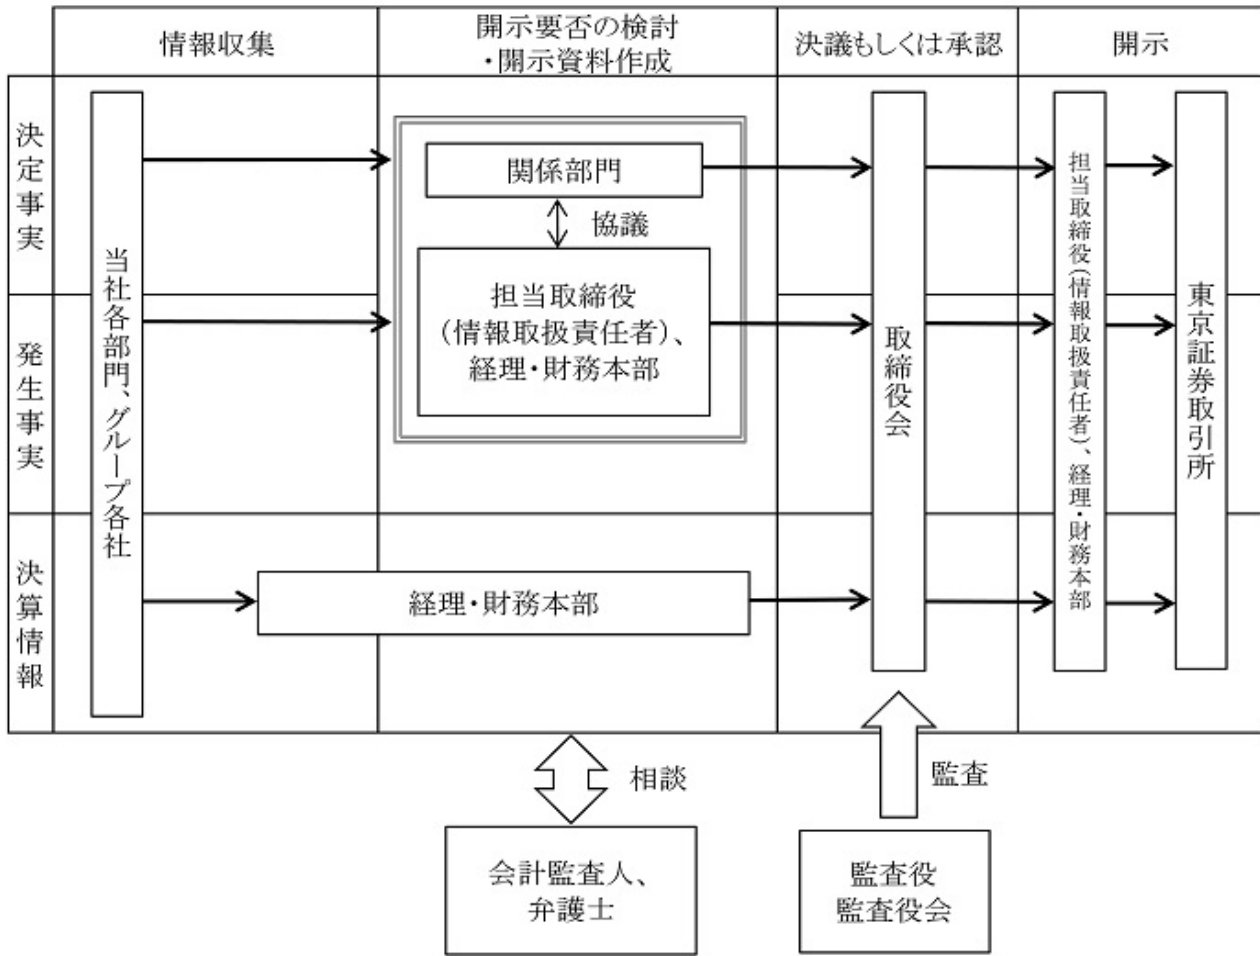 情報収集
開示要否の検討
・開示資料作成
決議もしくは承認
開示
決定事実
発生事実
決算情報
当社各部門、グループ各社
関係部門
協議
担当取締役
(情報取扱責任者)、
経理・財務本部
経理・財務本部
取締役会
担当取締役(情報取扱責任者)、経理・財務本部
東京証券取引所
相談
監査
会計監査人、
弁護士
監査役
監査役会